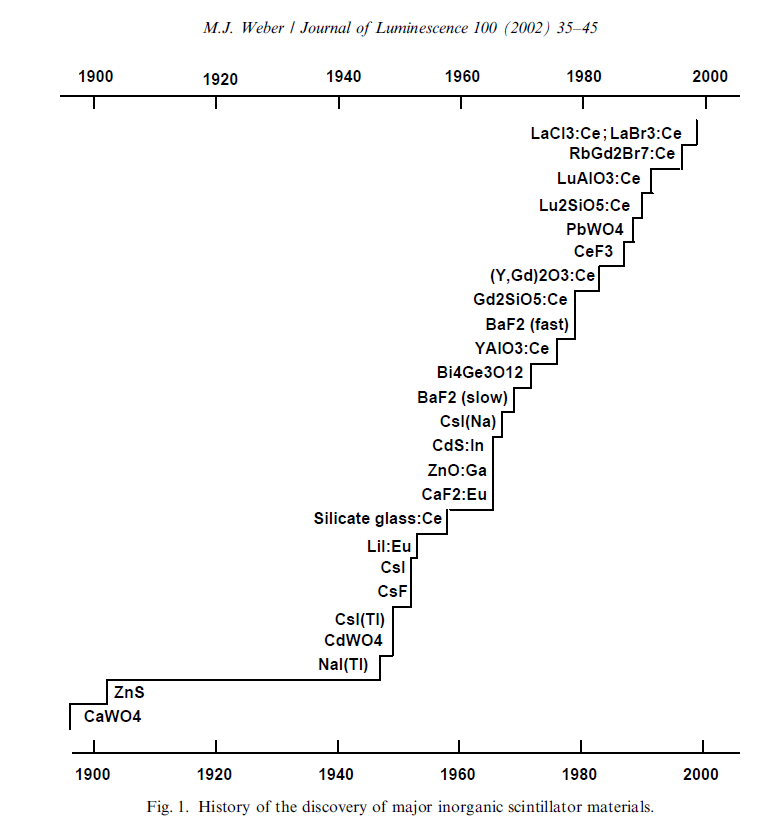 M.J. Weber / Journal of Luminescence 100 (2002) 35–45
1900 1920 1940 1960 1980 2000
LaCl3:Ce; LaBr3:Ce
RbGd2Br7:Ce
LuAlO3:Ce
Lu2SiO5:Ce
PbWO4
CeF3
(Y,Gd)2O3:Ce
Gd2SiO5:Ce
BaF2 (fast)
YAlO3:Ce
Bi4Ge3O12
BaF2 (slow)
CsI(Na)
CdS:In
ZnO:Ga
CaF2:Eu
Silicate glass:Ce
LiI:Eu
CsI
CsF
CsI(Tl)
CdWO4
NaI(Tl)
ZnS
CaWO4
1900 1920 1940 1960 1980 2000
Fig. 1. History of the discovery of major inorganic scintillator materials.